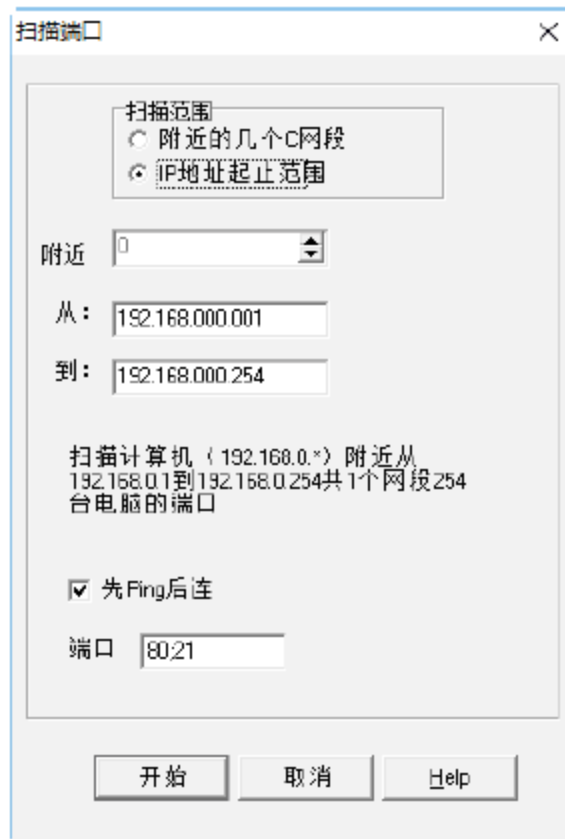 扫描端口
扫描范围
附近的几个C网段
IP地址起止范围
附近 0
从： 192.168.000.001
到： 192.168.000.254
扫描计算机（192.168.0.*）附近从
192.168.0.1到192.168.0.254共1个网段254
台电脑的端口
先Ping后连
端口 80;21
开始 取消 Help